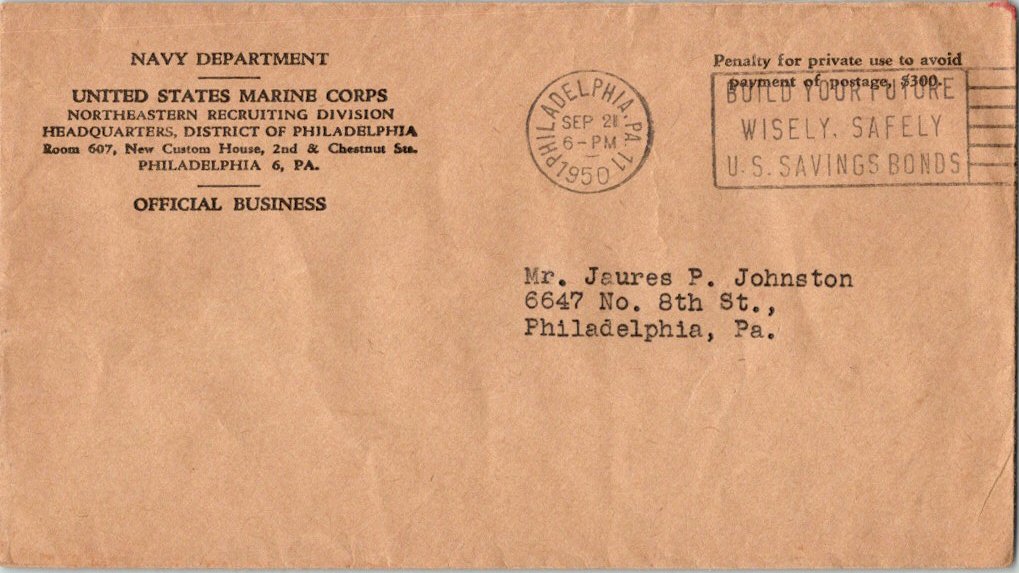 NAVY DEPARTMENT
UNITED STATES MARINE CORPS
NORTHEASTERN RECRUITING DIVISION
HEADQUARTERS, DISTRICT OF PHILADELPHIA
Room 607, New Custom House, 2nd & Chestnut Sts.
PHILADELPHIA 6, PA.
OFFICIAL BUSINESS
PHILADELPHIA, PA. 11
SEP 21
6-PM
1950
Penalty for private use to avoid
payment of postage, $300.
BUILD YOUR FUTURE
WISELY, SAFELY
U.S. SAVINGS BONDS
Mr. Jaures P. Johnston
6647 No. 8th St.,
Philadelphia, Pa.